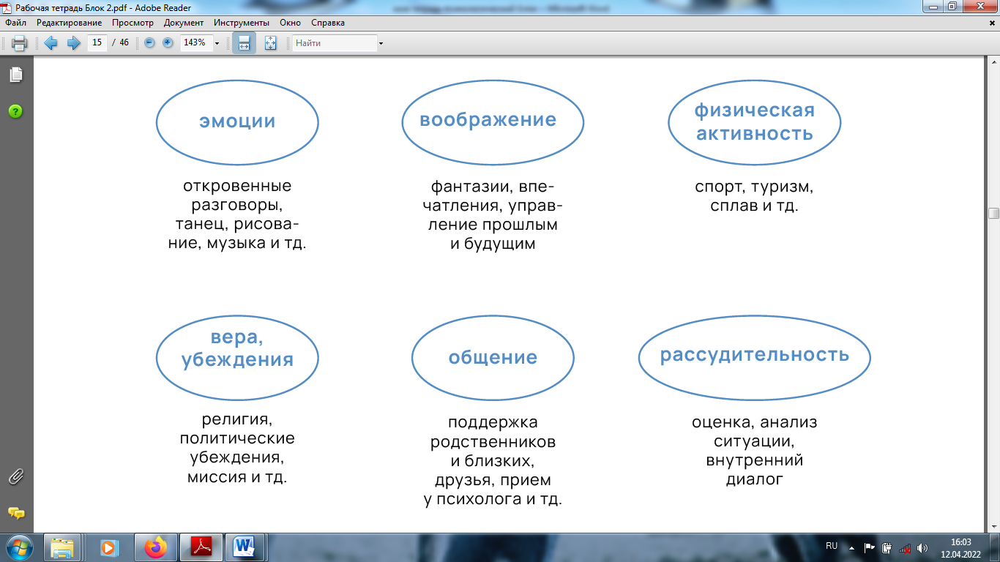 Рабочая тетрадь Блок 2.pdf - Adobe Reader
Файл Редактирование Просмотр Документ Инструменты Окно Справка
15 / 46 143% Найти
эмоции
откровенные
разговоры,
танец, рисова-
ние, музыка и тд.
воображение
фантазии, впе-
чатления, управ-
ление прошлым
и будущим
физическая
активность
спорт, туризм,
сплав и тд.
вера,
убеждения
религия,
политические
убеждения,
миссия и тд.
общение
поддержка
родственников
и близких,
друзья, прием
у психолога и тд.
рассудительность
оценка, анализ
ситуации,
внутренний
диалог
RU
16:03
12.04.2022